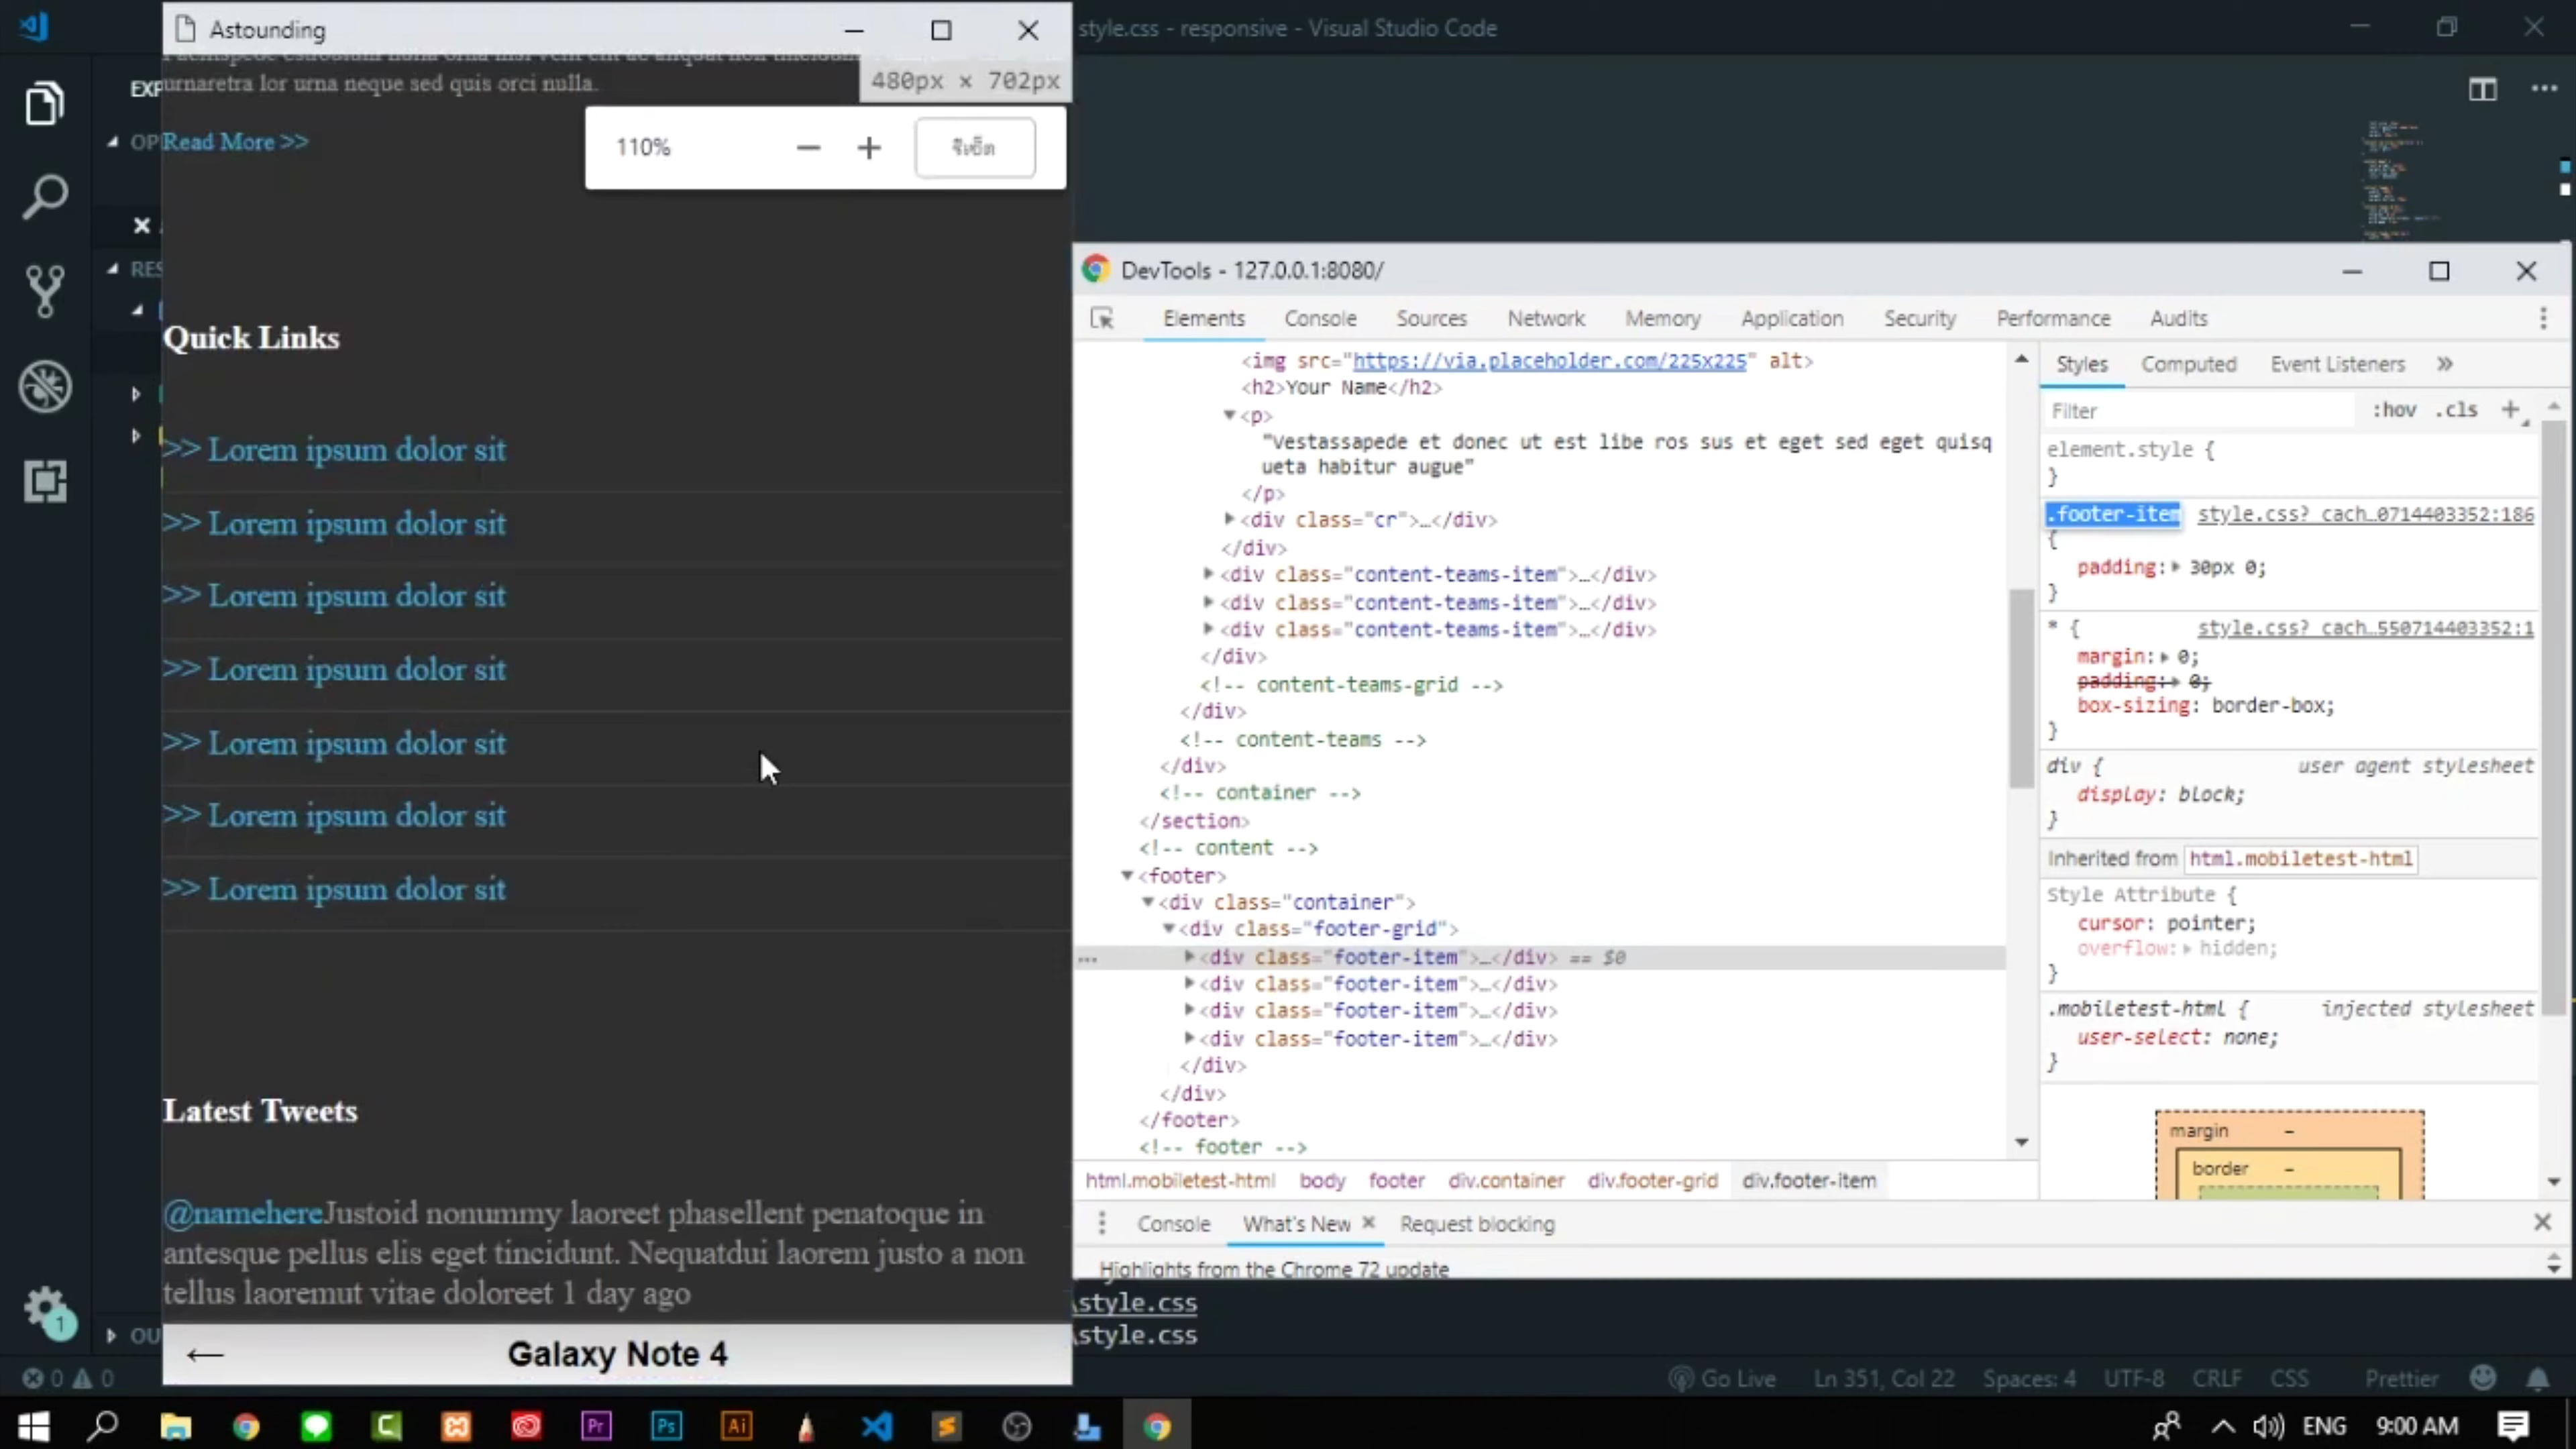 Astounding
style.css - responsive - Visual Studio Code
480px × 702px
urnaretra lor urna neque sed quis orci nulla.
EXP
OP
Read More >>
110%
รีเซ็ต
RES
DevTools - 127.0.0.1:8080/
Elements Console Sources Network Memory Application Security Performance Audits
Quick Links
>> Lorem ipsum dolor sit
>> Lorem ipsum dolor sit
>> Lorem ipsum dolor sit
>> Lorem ipsum dolor sit
>> Lorem ipsum dolor sit
>> Lorem ipsum dolor sit
>> Lorem ipsum dolor sit
Latest Tweets
@namehereJustoid nonummy laoreet phasellent penatoque in
antesque pellus elis eget tincidunt. Nequatdui laorem justo a non
tellus laoremut vitae doloreet 1 day ago
Galaxy Note 4
<img src="https://via.placeholder.com/225x225" alt>
<h2>Your Name</h2>
<p>
"Vestassapede et donec ut est libe ros sus et eget sed eget quisq
ueta habitur augue"
</p>
<div class="cr">…</div>
</div>
<div class="content-teams-item">…</div>
<div class="content-teams-item">…</div>
<div class="content-teams-item">…</div>
</div>
<!-- content-teams-grid -->
</div>
<!-- content-teams -->
</div>
<!-- container -->
</section>
<!-- content -->
<footer>
<div class="container">
<div class="footer-grid">
<div class="footer-item">…</div> == $0
<div class="footer-item">…</div>
<div class="footer-item">…</div>
<div class="footer-item">…</div>
</div>
</div>
</footer>
<!-- footer -->
html.mobiletest-html body footer div.container div.footer-grid div.footer-item
Styles Computed Event Listeners »
Filter :hov .cls +
element.style {
}
.footer-item style.css?_cach…0714403352:186
{
padding: 30px 0;
}
* { style.css?_cach…550714403352:1
margin: 0;
padding: 0;
box-sizing: border-box;
}
div { user agent stylesheet
display: block;
}
Inherited from html.mobiletest-html
Style Attribute {
cursor: pointer;
overflow: hidden;
}
.mobiletest-html { injected stylesheet
user-select: none;
}
margin -
border -
Console What's New × Request blocking
Highlights from the Chrome 72 update
\style.css
\style.css
OU
1
0 0
Go Live Ln 351, Col 22 Spaces: 4 UTF-8 CRLF CSS Prettier
Pr Ps Ai
ENG 9:00 AM